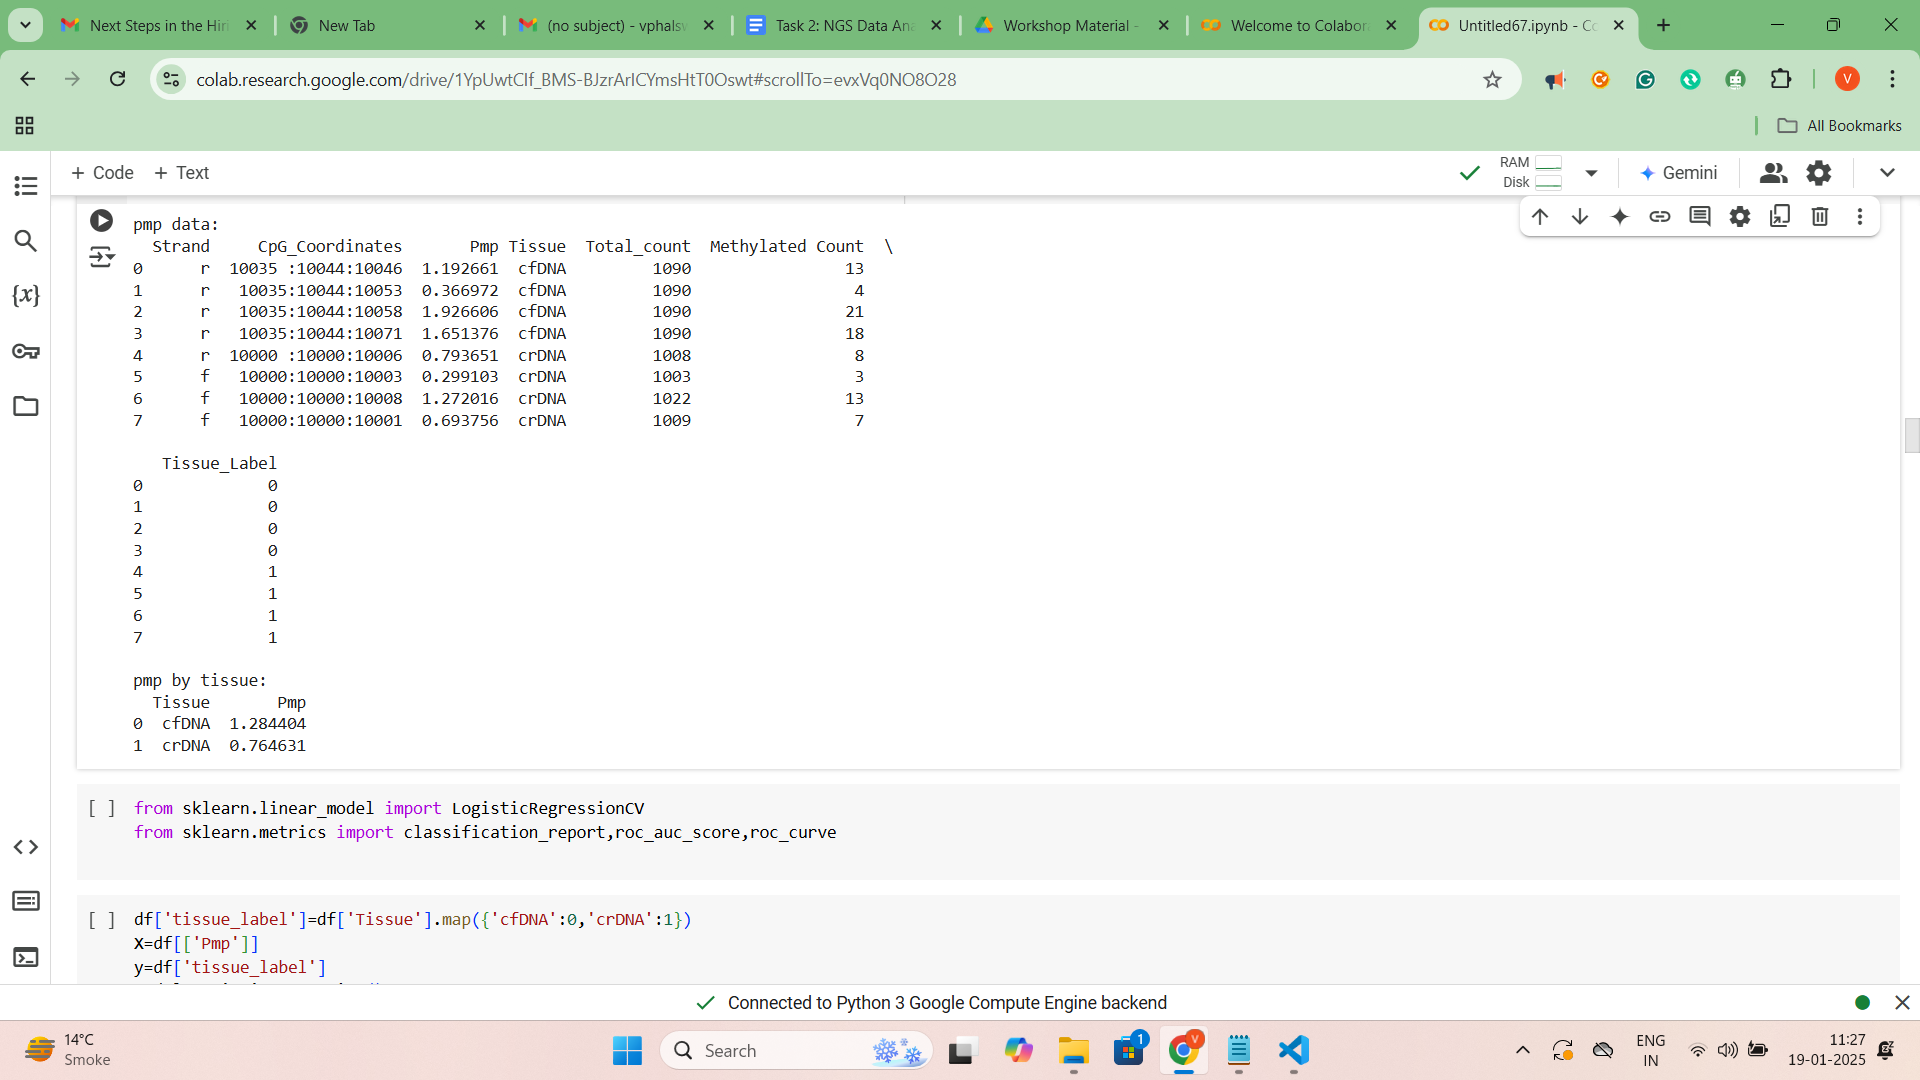 Next Steps in the Hiri
New Tab
(no subject) - vphalsw
Task 2: NGS Data Ana
Workshop Material -
Welcome to Colabor
Untitled67.ipynb - Co
colab.research.google.com/drive/1YpUwtCIf_BMS-BJzrArICYmsHtT0Oswt#scrollTo=evxVq0NO8O28
V
All Bookmarks
+ Code + Text
RAM
Disk
Gemini
{x}
pmp data:
Strand CpG_Coordinates Pmp Tissue Total_count Methylated Count \
0 r 10035 :10044:10046 1.192661 cfDNA 1090 13
1 r 10035:10044:10053 0.366972 cfDNA 1090 4
2 r 10035:10044:10058 1.926606 cfDNA 1090 21
3 r 10035:10044:10071 1.651376 cfDNA 1090 18
4 r 10000 :10000:10006 0.793651 crDNA 1008 8
5 f 10000:10000:10003 0.299103 crDNA 1003 3
6 f 10000:10000:10008 1.272016 crDNA 1022 13
7 f 10000:10000:10001 0.693756 crDNA 1009 7
Tissue_Label
0 0
1 0
2 0
3 0
4 1
5 1
6 1
7 1
pmp by tissue:
Tissue Pmp
0 cfDNA 1.284404
1 crDNA 0.764631
[ ] from sklearn.linear_model import LogisticRegressionCV
from sklearn.metrics import classification_report,roc_auc_score,roc_curve
[ ] df['tissue_label']=df['Tissue'].map({'cfDNA':0,'crDNA':1})
X=df[['Pmp']]
y=df['tissue_label']
Connected to Python 3 Google Compute Engine backend
14°C
Smoke
Search
1
V
ENG
IN
11:27
19-01-2025